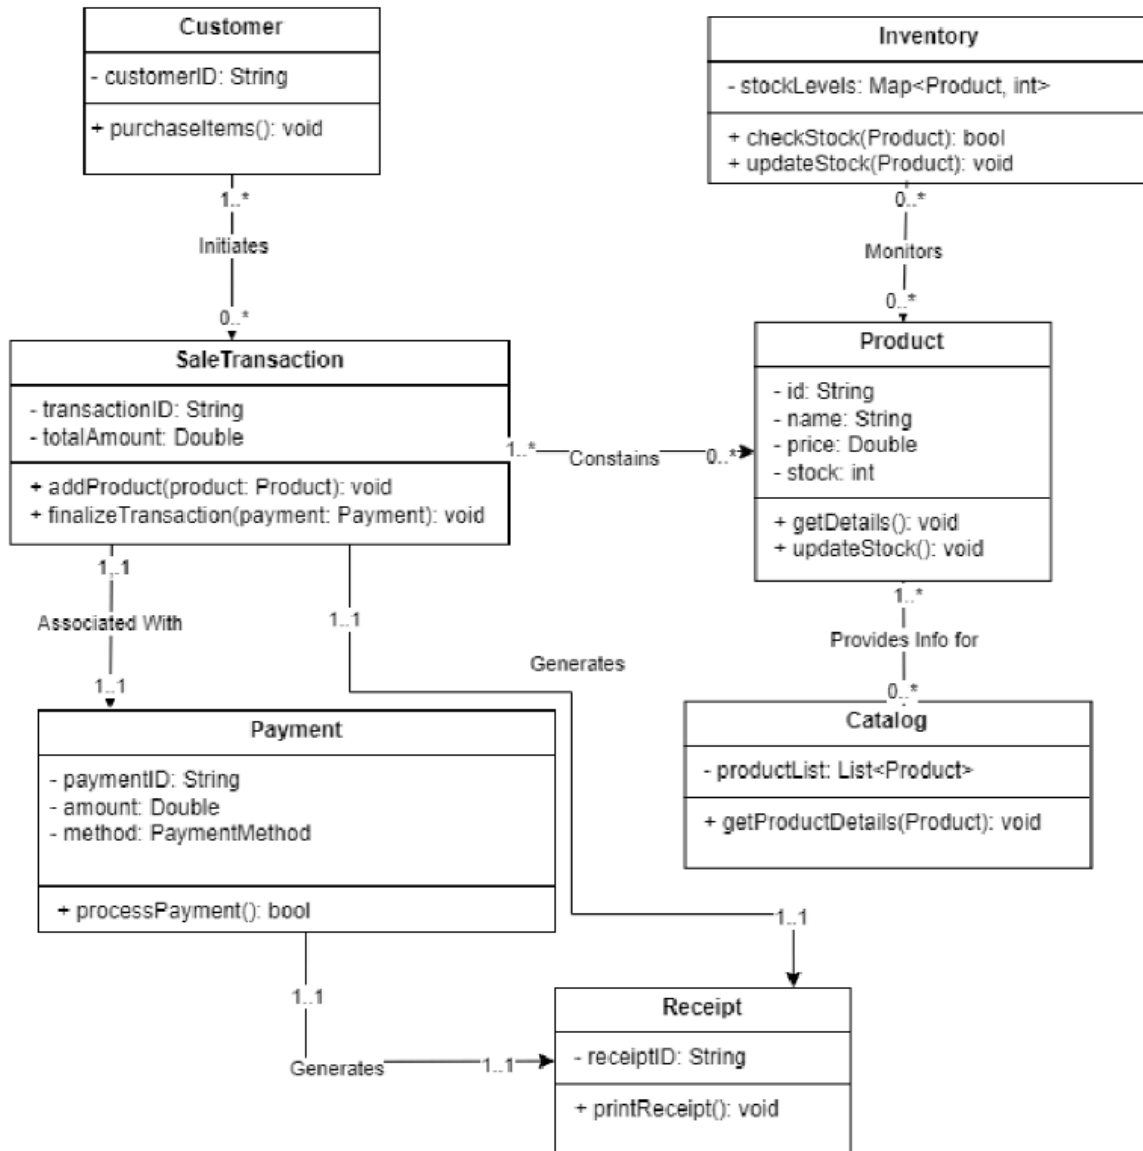 Customer
- customerID: String
+ purchaseItems(): void
1..*
Initiates
0..*
Inventory
- stockLevels: Map<Product, int>
+ checkStock(Product): bool
+ updateStock(Product): void
0..*
Monitors
0..*
SaleTransaction
- transactionID: String
- totalAmount: Double
+ addProduct(product: Product): void
+ finalizeTransaction(payment: Payment): void
1..*
Constains
0..*
Product
- id: String
- name: String
- price: Double
- stock: int
+ getDetails(): void
+ updateStock(): void
1..*
Provides Info for
0..*
1..1
Associated With
1..1
1..1
Generates
1..1
Payment
- paymentID: String
- amount: Double
- method: PaymentMethod
+ processPayment(): bool
Catalog
- productList: List<Product>
+ getProductDetails(Product): void
1..1
Generates
1..1
Receipt
- receiptID: String
+ printReceipt(): void